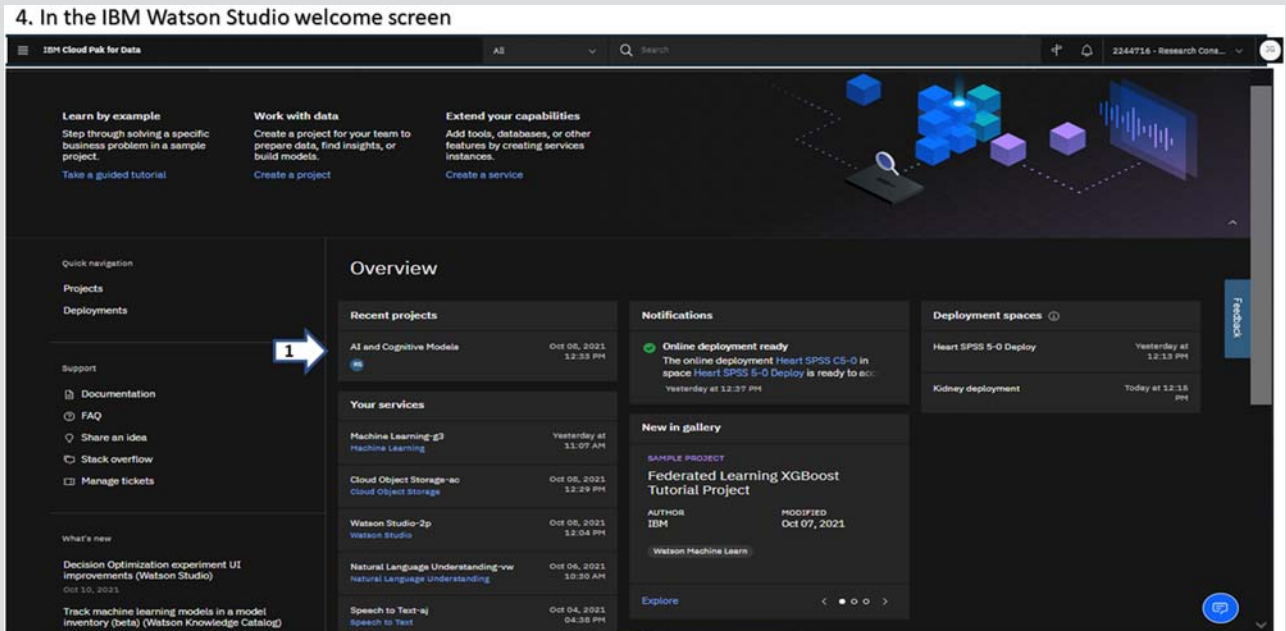 4. In the IBM Watson Studio welcome screen
IBM Cloud Pak for Data
All
Search
2244716 - Research Cons...
JG
Learn by example
Step through solving a specific
business problem in a sample
project.
Take a guided tutorial
Work with data
Create a project for your team to
prepare data, find insights, or
build models.
Create a project
Extend your capabilities
Add tools, databases, or other
features by creating services
instances.
Create a service
Quick navigation
Projects
Deployments
Support
Documentation
FAQ
Share an idea
Stack overflow
Manage tickets
What's new
Decision Optimization experiment UI
improvements (Watson Studio)
Oct 10, 2021
Track machine learning models in a model
inventory (beta) (Watson Knowledge Catalog)
Overview
1
Recent projects
AI and Cognitive Models
Oct 08, 2021
12:33 PM
Your services
Machine Learning-g3
Machine Learning
Yesterday at
11:07 AM
Cloud Object Storage-ac
Cloud Object Storage
Oct 08, 2021
12:29 PM
Watson Studio-2p
Watson Studio
Oct 08, 2021
12:04 PM
Natural Language Understanding-vw
Natural Language Understanding
Oct 06, 2021
10:30 AM
Speech to Text-aj
Speech to Text
Oct 04, 2021
04:38 PM
Notifications
Online deployment ready
The online deployment Heart SPSS C5-0 in
space Heart SPSS 5-0 Deploy is ready to acc
Yesterday at 12:37 PM
New in gallery
SAMPLE PROJECT
Federated Learning XGBoost
Tutorial Project
AUTHOR
IBM
MODIFIED
Oct 07, 2021
Watson Machine Learn
Explore
Deployment spaces
Heart SPSS 5-0 Deploy
Yesterday at
12:13 PM
Kidney deployment
Today at 12:15
PM
Feedback